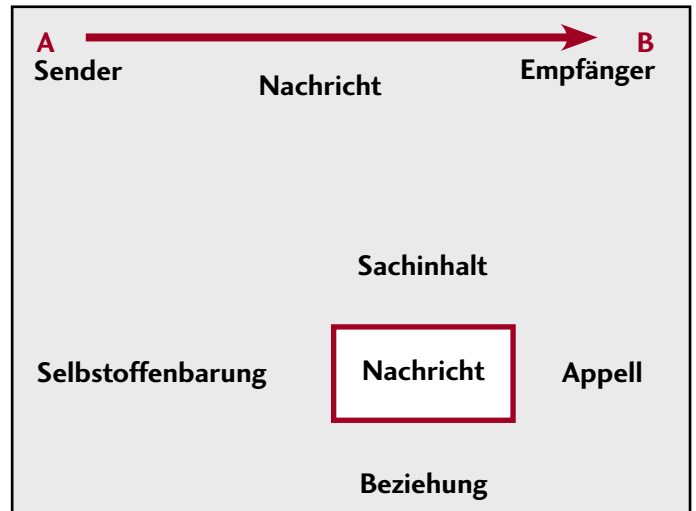 A B
Sender Nachricht Empfänger
Sachinhalt
Selbstoffenbarung Nachricht Appell
Beziehung